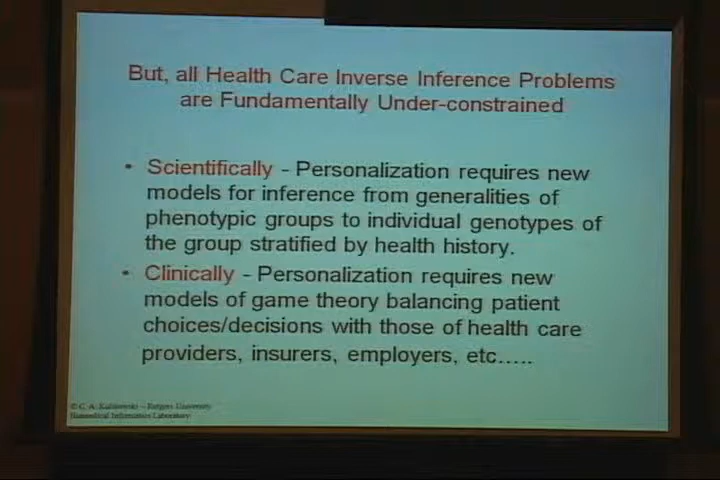 But, all Health Care Inverse Inference Problems
are Fundamentally Under-constrained
• Scientifically - Personalization requires new
models for inference from generalities of
phenotypic groups to individual genotypes of
the group stratified by health history.
• Clinically - Personalization requires new
models of game theory balancing patient
choices/decisions with those of health care
providers, insurers, employers, etc.....
© C. A. Kulikowski – Rutgers University
Biomedical Information Laboratory